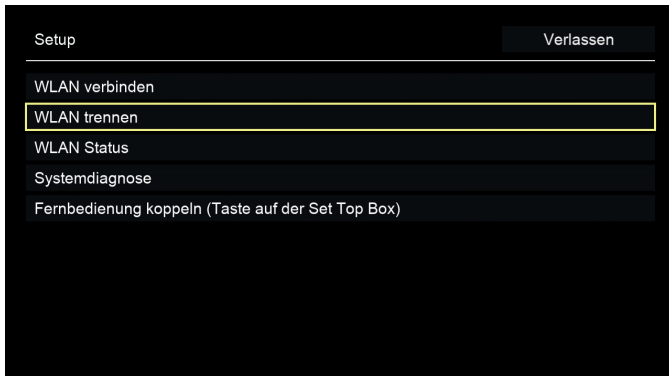 Setup
Verlassen
WLAN verbinden
WLAN trennen
WLAN Status
Systemdiagnose
Fernbedienung koppeln (Taste auf der Set Top Box)